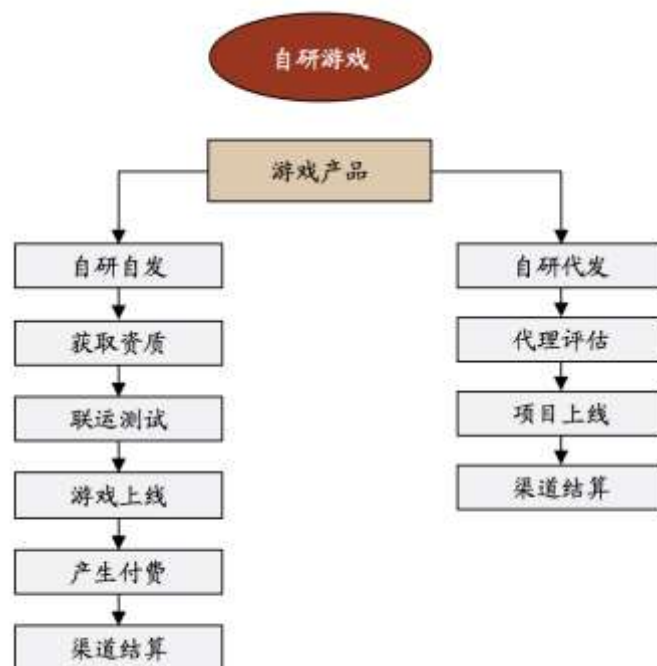 自研游戏
游戏产品
自研自发
获取资质
联运测试
游戏上线
产生付费
渠道结算
自研代发
代理评估
项目上线
渠道结算